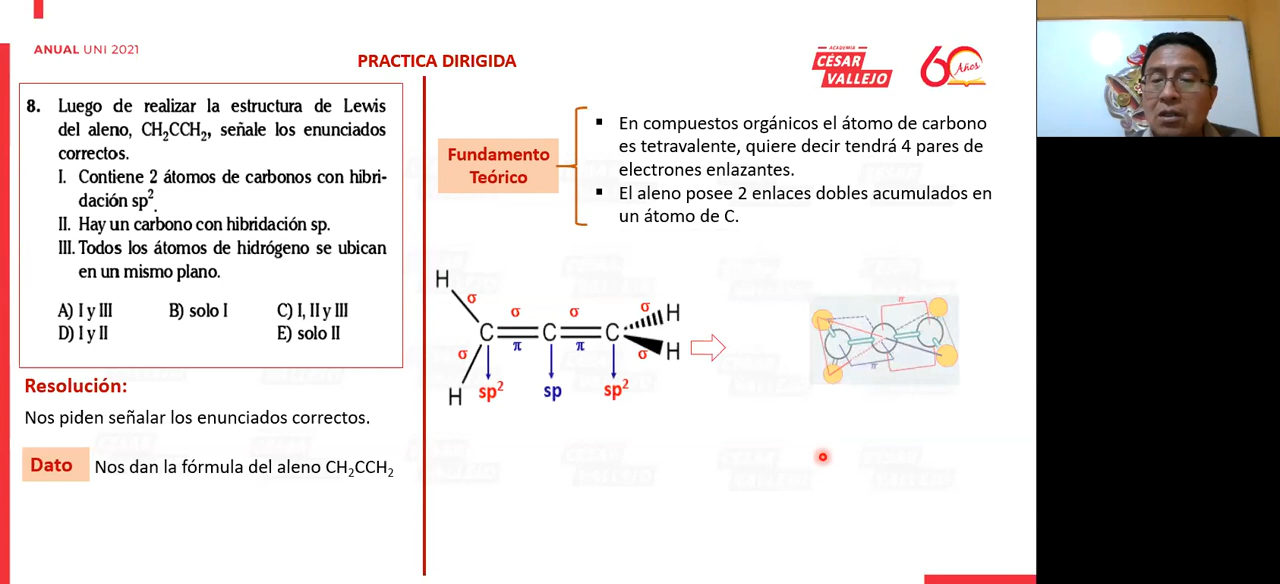 ANUAL UNI 2021
PRACTICA DIRIGIDA
ACADEMIA
CÉSAR
VALLEJO
60
Años
8. Luego de realizar la estructura de Lewis
del aleno, CH₂CCH₂, señale los enunciados
correctos.
I. Contiene 2 átomos de carbonos con hibri-
dación sp².
II. Hay un carbono con hibridación sp.
III. Todos los átomos de hidrógeno se ubican
en un mismo plano.
A) I y III B) solo I C) I, II y III
D) I y II E) solo II
Resolución:
Nos piden señalar los enunciados correctos.
Dato Nos dan la fórmula del aleno CH₂CCH₂
Fundamento
Teórico
▪ En compuestos orgánicos el átomo de carbono
es tetravalente, quiere decir tendrá 4 pares de
electrones enlazantes.
▪ El aleno posee 2 enlaces dobles acumulados en
un átomo de C.
H
σ σ σ σ H
C C C
σ π π σ H
H sp² sp sp²
π
π